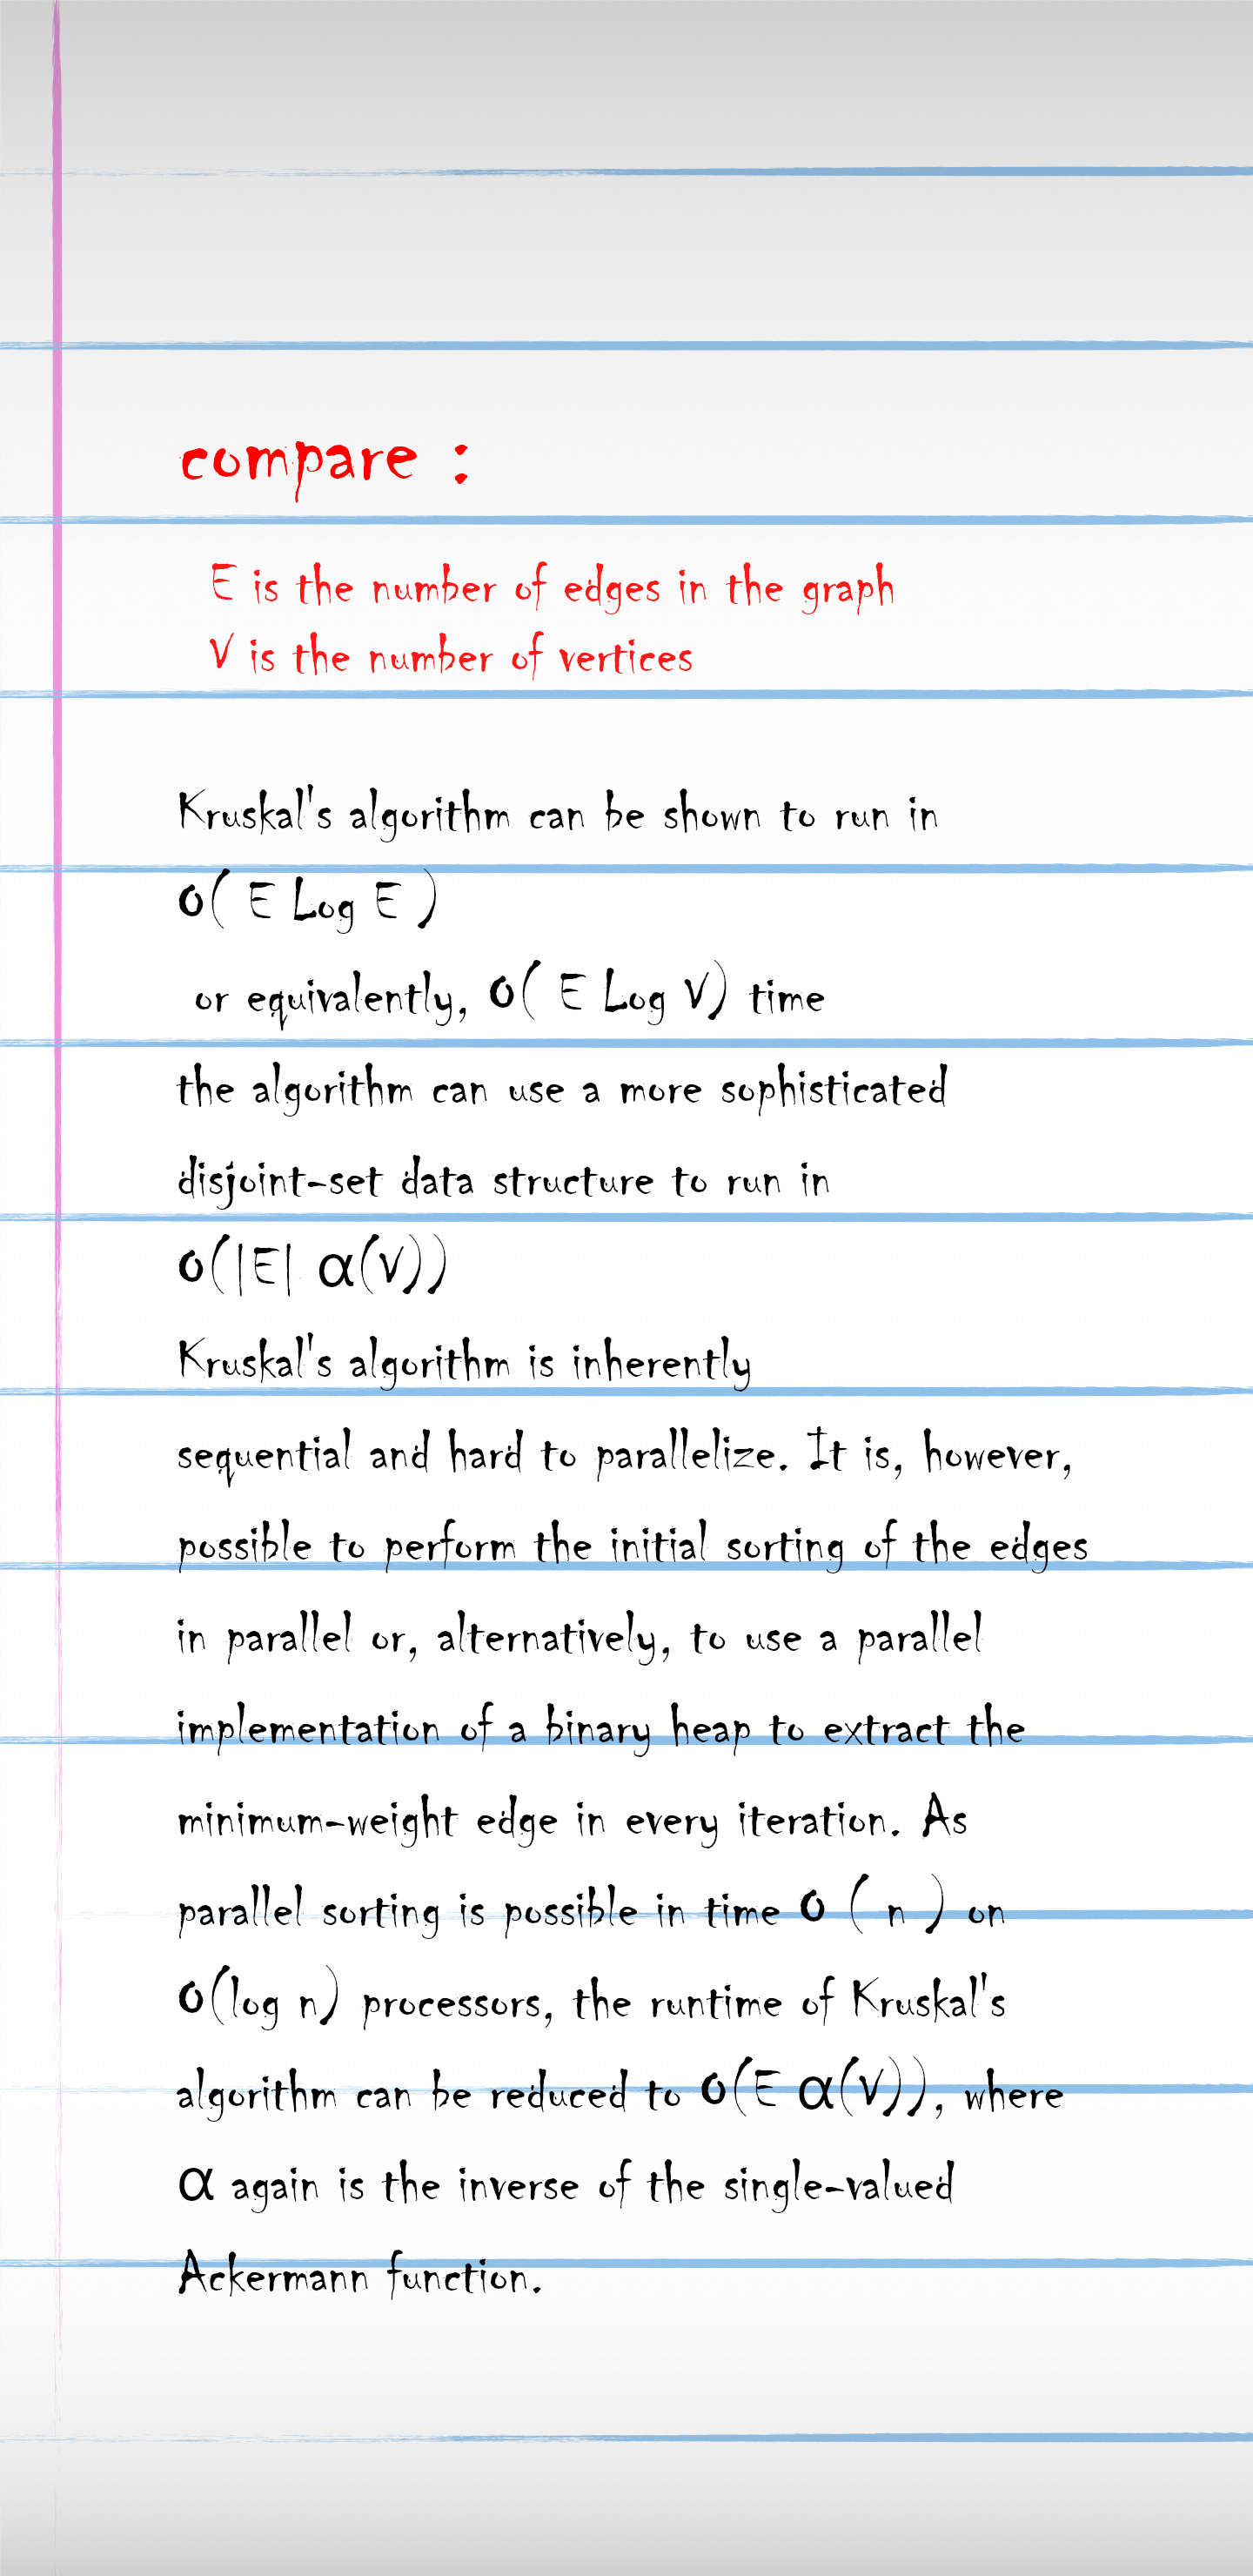 compare :
E is the number of edges in the graph
V is the number of vertices
Kruskal's algorithm can be shown to run in
O( E Log E )
or equivalently, O( E Log V) time
the algorithm can use a more sophisticated
disjoint-set data structure to run in
O(|E| α(V))
Kruskal's algorithm is inherently
sequential and hard to parallelize. It is, however,
possible to perform the initial sorting of the edges
in parallel or, alternatively, to use a parallel
implementation of a binary heap to extract the
minimum-weight edge in every iteration. As
parallel sorting is possible in time O ( n ) on
O(log n) processors, the runtime of Kruskal's
algorithm can be reduced to O(E α(V)), where
α again is the inverse of the single-valued
Ackermann function.